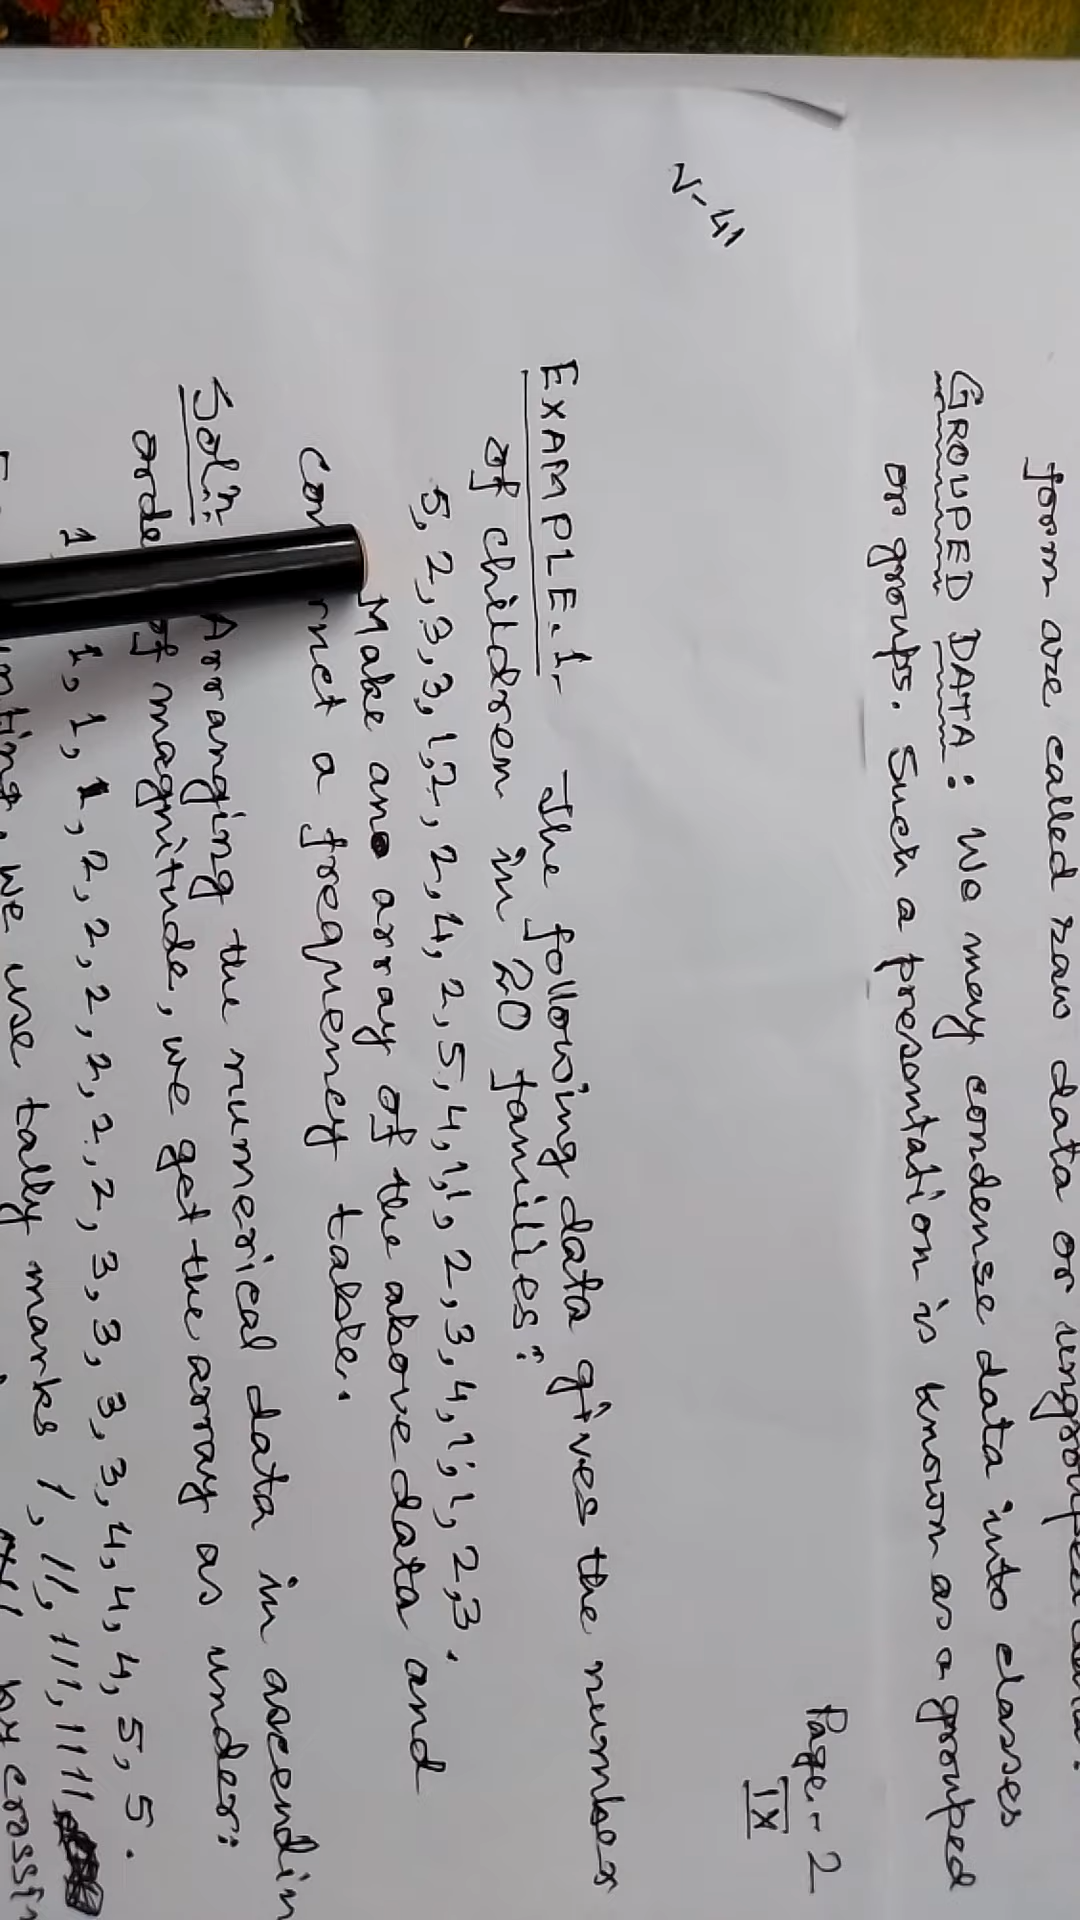 form are called raw data or ungrouped data.
GROUPED DATA: We may condense data into classes
or groups. Such a presentation is known as a grouped
Page-2
IX
N-41
EXAMPLE.1- The following data gives the number
of children in 20 families:
5, 2, 3, 3, 1, 2, 2, 4, 2, 5, 4, 1, 1, 2, 3, 4, 1, 1, 2, 3.
Make an array of the above data and
a frequency table.
Soln: Arranging the numerical data in
of magnitude, we get the array as under:
1, 1, 1, 2, 2, 2, 2, 2, 2, 3, 3, 3, 3, 4, 4, 4, 5, 5.
we use tally marks 1, 11, 111, 1111